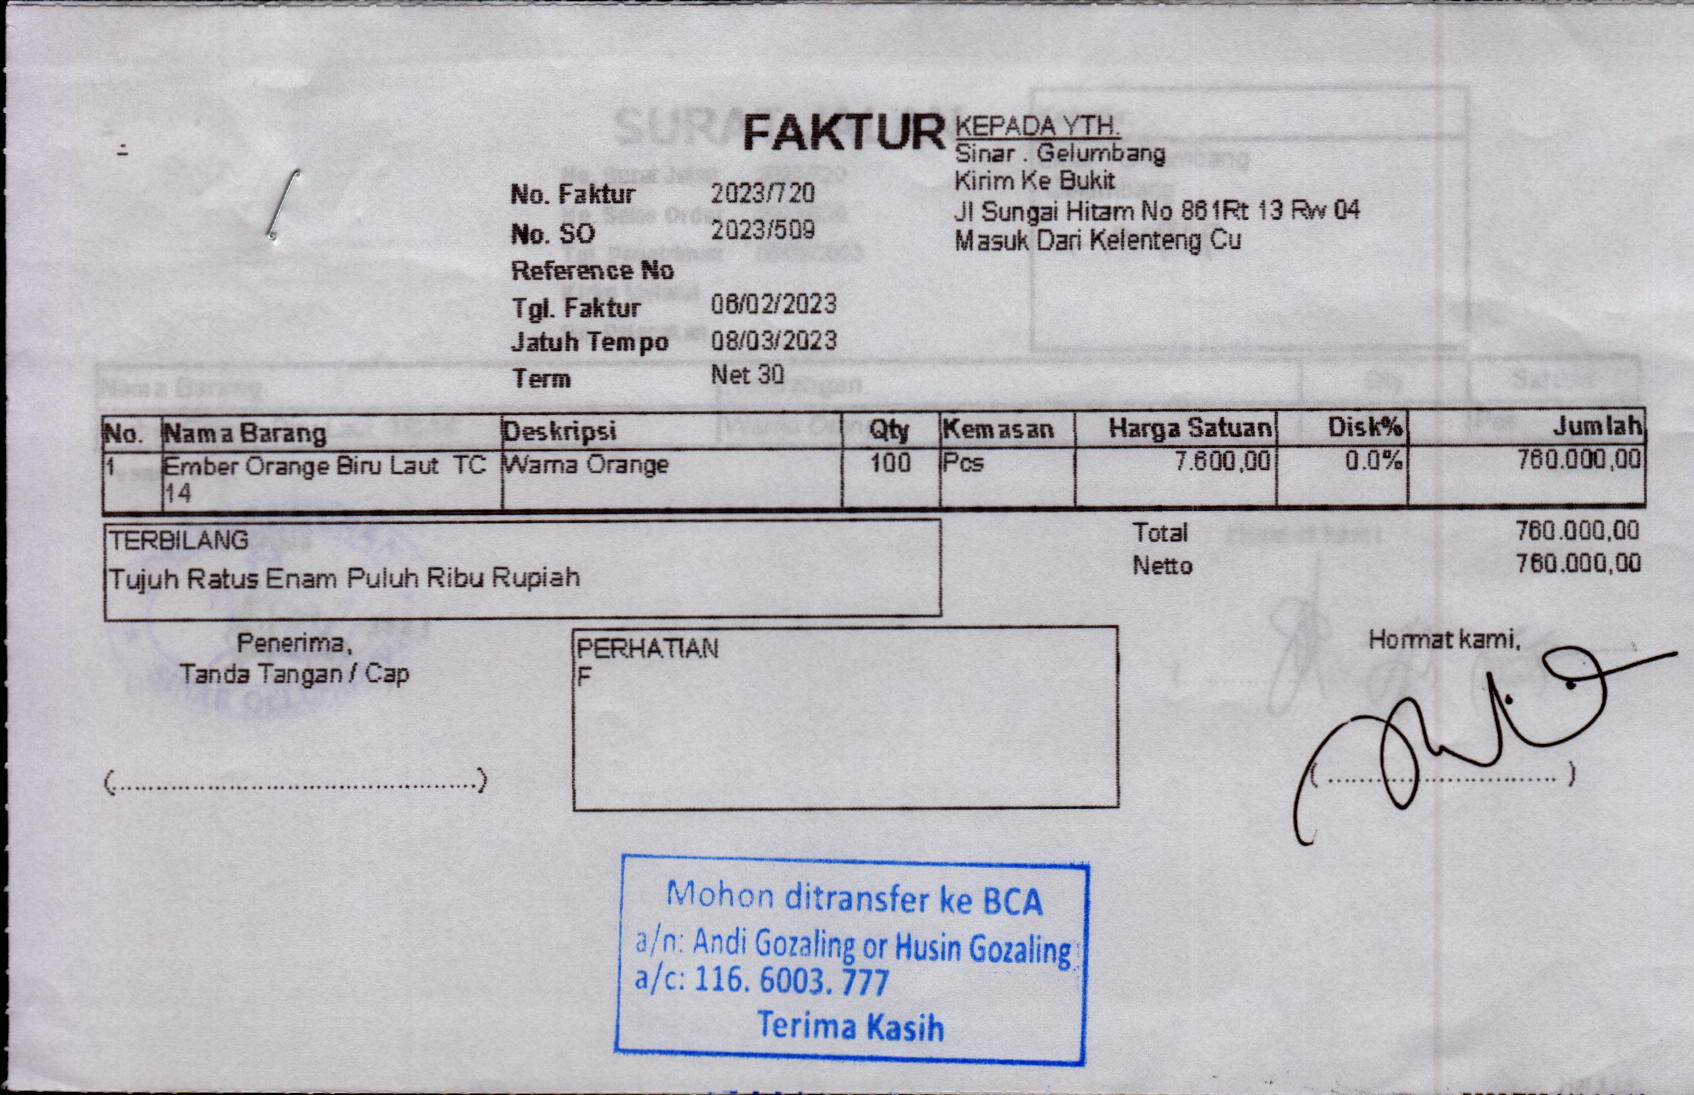 FAKTUR
KEPADA YTH.
Sinar . Gelumbang
Kirim Ke Bukit
Jl Sungai Hitam No 861Rt 13 Rw 04
Masuk Dari Kelenteng Cu
No. Faktur 2023/720
No. SO 2023/509
Reference No
Tgl. Faktur 06/02/2023
Jatuh Tempo 08/03/2023
Term Net 30
No. Nama Barang Deskripsi Qty Kemasan Harga Satuan Disk% Jumlah
1 Ember Orange Biru Laut TC Warna Orange 100 Pcs 7.600,00 0.0% 760.000,00
14
TERBILANG
Tujuh Ratus Enam Puluh Ribu Rupiah
Total 760.000,00
Netto 760.000,00
Penerima,
Tanda Tangan / Cap
(................................................)
PERHATIAN
F
Hormat kami,
(..............................)
Mohon ditransfer ke BCA
a/n: Andi Gozaling or Husin Gozaling
a/c: 116. 6003. 777
Terima Kasih